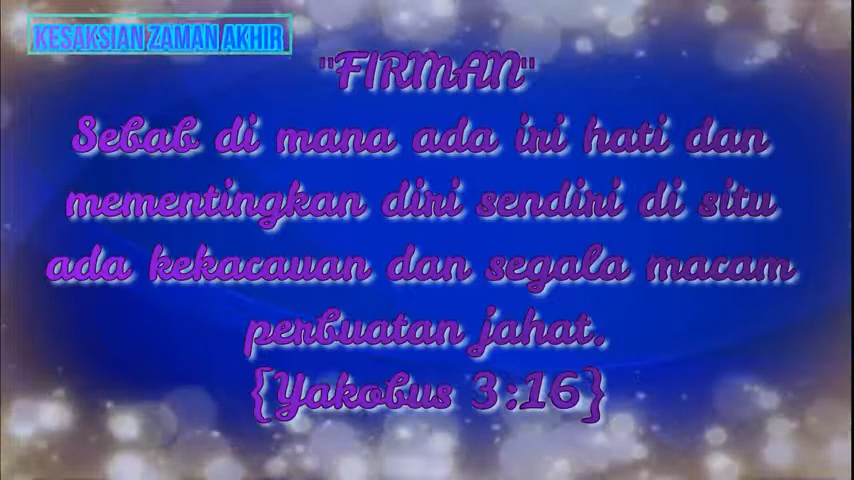 KESAKSIAN ZAMAN AKHIR
"FIRMAN"
Sebab di mana ada iri hati dan
mementingkan diri sendiri di situ
ada kekacauan dan segala macam
perbuatan jahat.
{Yakobus 3:16}